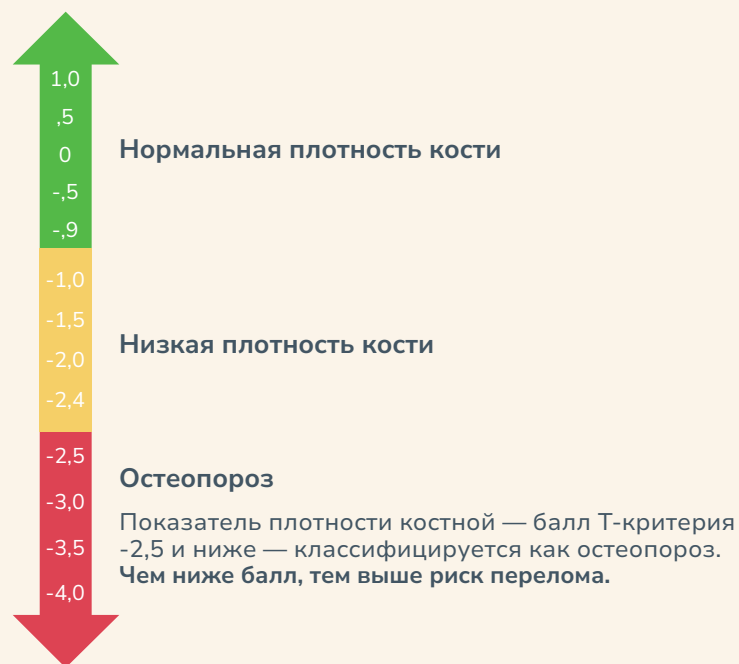 1,0
,5
0
-,5
-,9
Нормальная плотность кости
-1,0
-1,5
-2,0
-2,4
Низкая плотность кости
-2,5
-3,0
-3,5
-4,0
Остеопороз
Показатель плотности костной — балл Т-критерия
-2,5 и ниже — классифицируется как остеопороз.
Чем ниже балл, тем выше риск перелома.